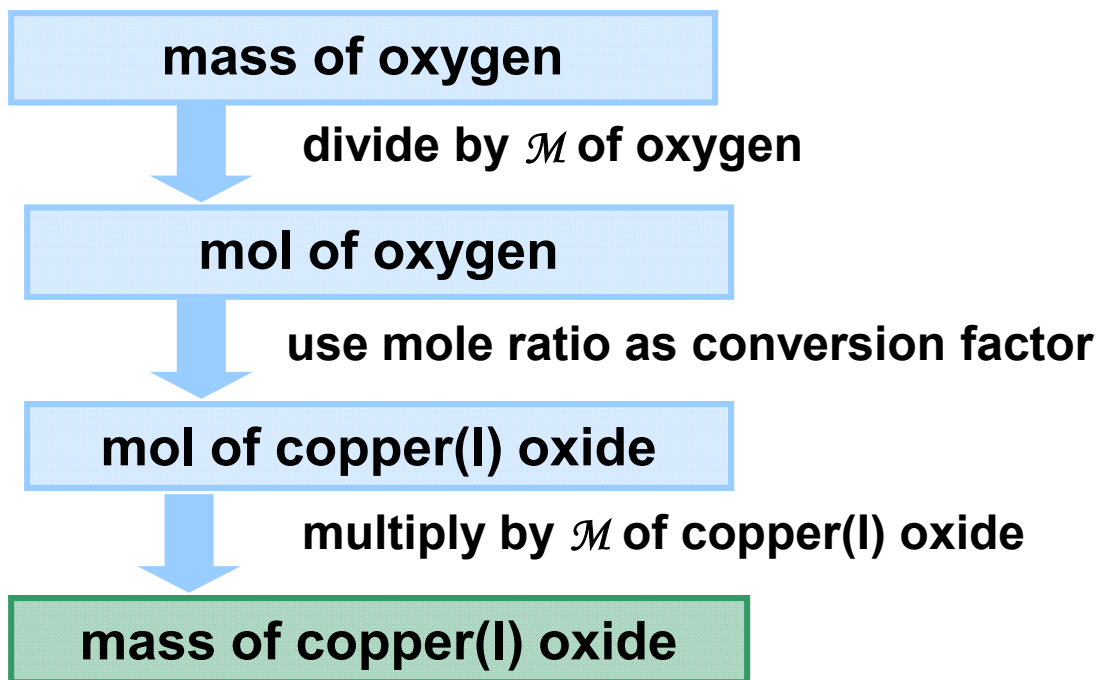 mass of oxygen
divide by ℳ of oxygen
mol of oxygen
use mole ratio as conversion factor
mol of copper(I) oxide
multiply by ℳ of copper(I) oxide
mass of copper(I) oxide